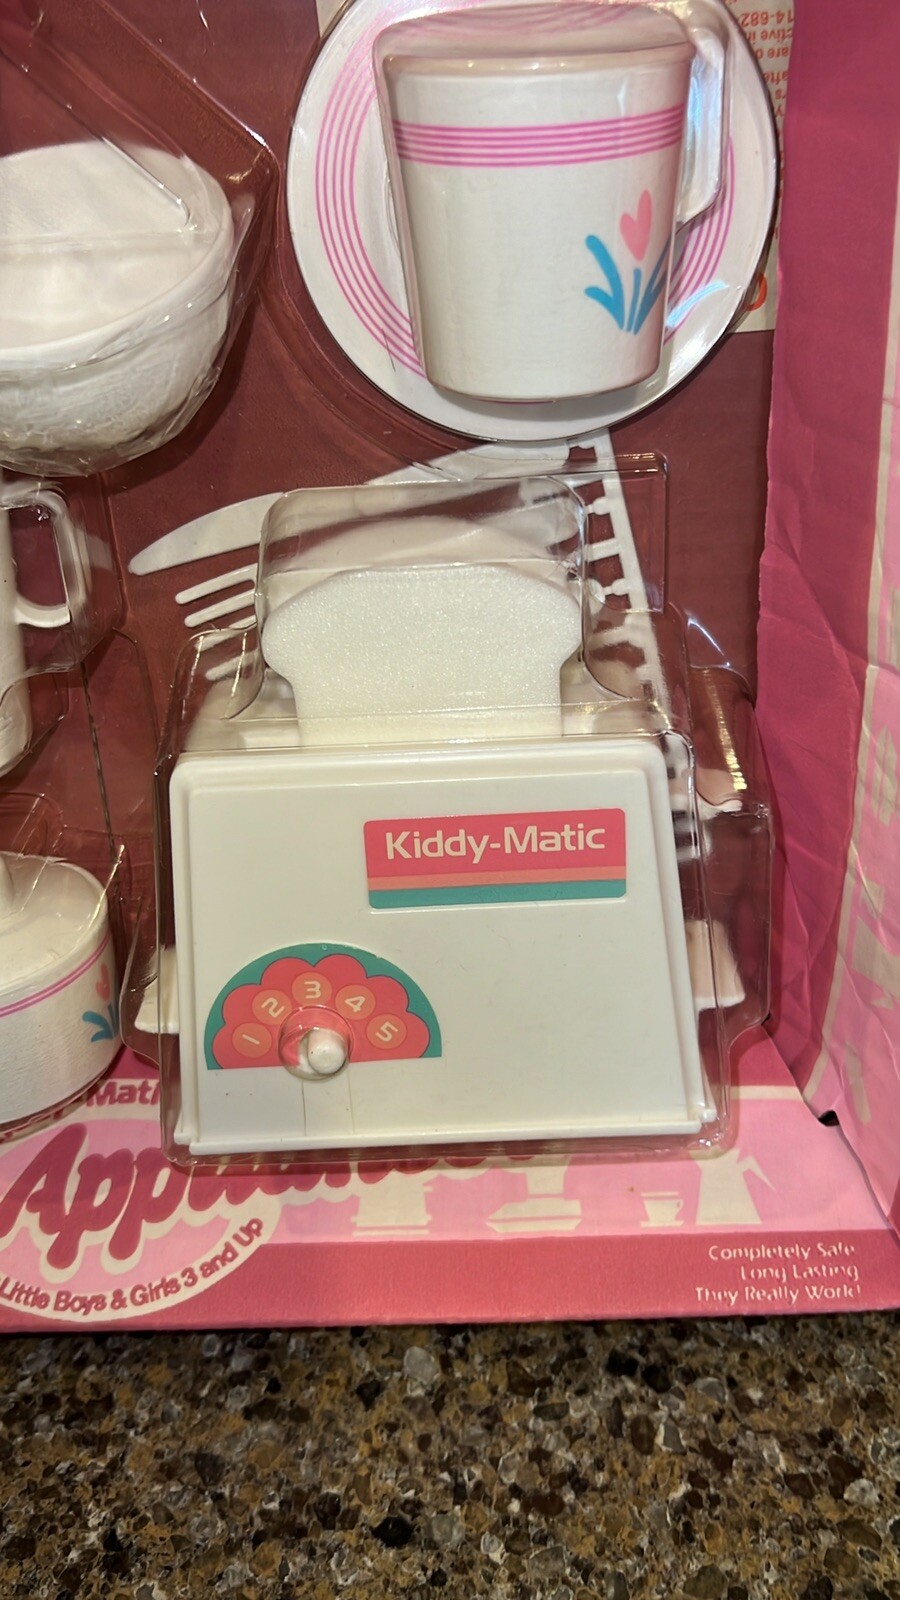 Kiddy-Matic
1 2 3 4 5
Appliances
Little Boys & Girls 3 and Up
Completely Safe
Long Lasting
They Really Work!